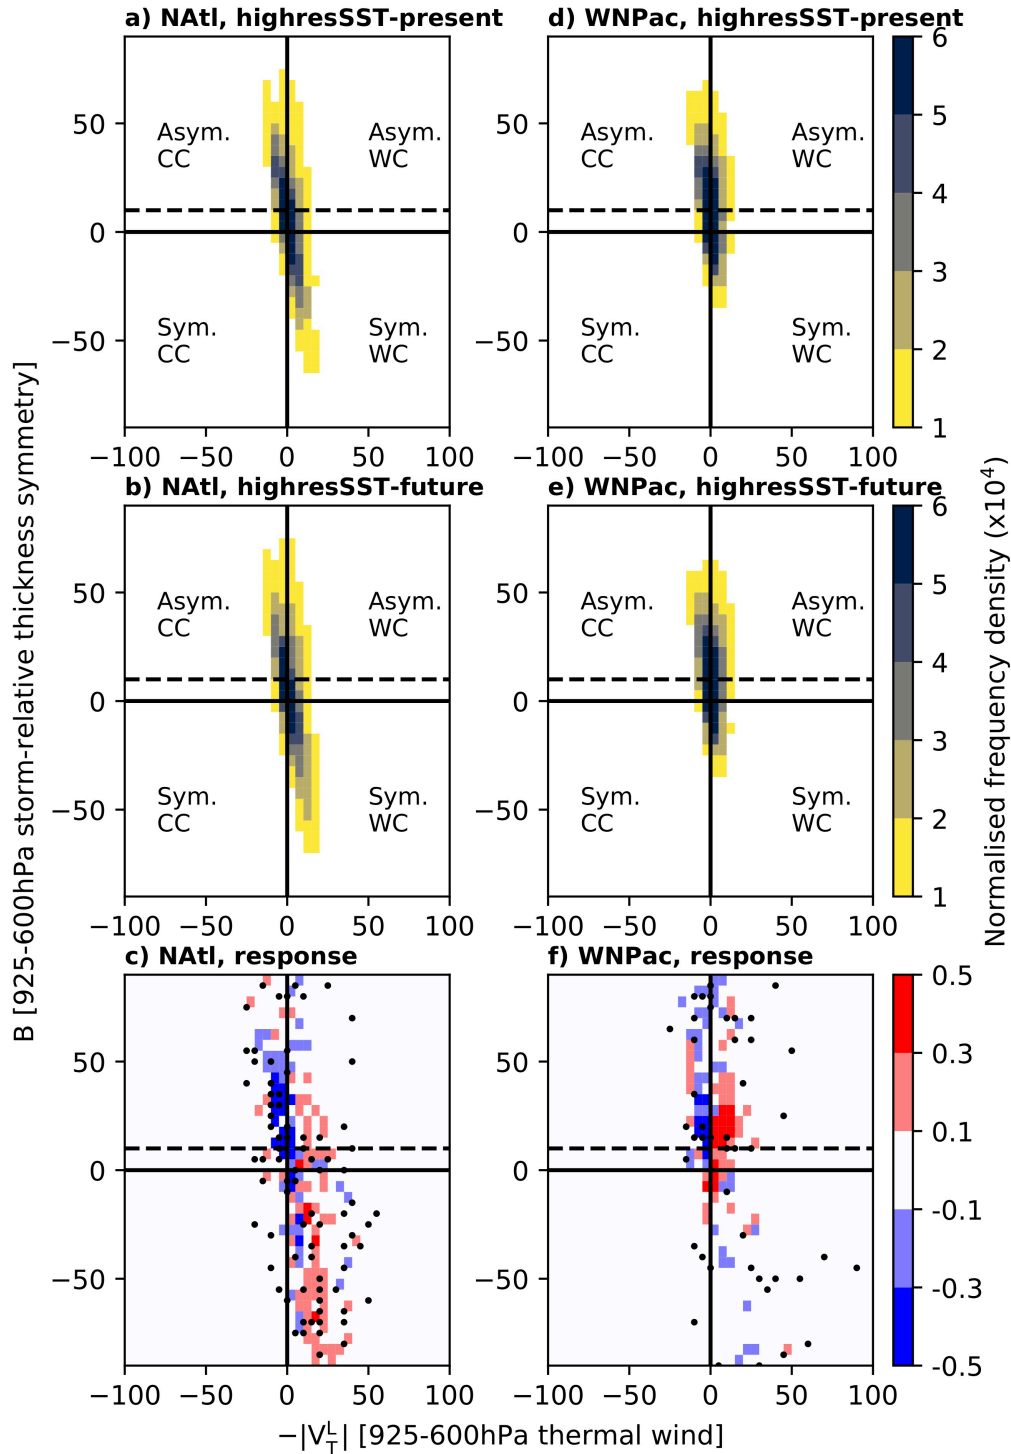 a) NAtl, highresSST-present
d) WNPac, highresSST-present
50
0
−50
Asym.
CC
Asym.
WC
Sym.
CC
Sym.
WC
−100 −50 0 50 100
50
0
−50
Asym.
CC
Asym.
WC
Sym.
CC
Sym.
WC
−100 −50 0 50 100
6
5
4
3
2
1
b) NAtl, highresSST-future
e) WNPac, highresSST-future
50
0
−50
Asym.
CC
Asym.
WC
Sym.
CC
Sym.
WC
−100 −50 0 50 100
50
0
−50
Asym.
CC
Asym.
WC
Sym.
CC
Sym.
WC
−100 −50 0 50 100
6
5
4
3
2
1
Normalised frequency density (x10⁴)
c) NAtl, response
f) WNPac, response
50
0
−50
−100 −50 0 50 100
50
0
−50
−100 −50 0 50 100
0.5
0.3
0.1
-0.1
-0.3
-0.5
B [925-600hPa storm-relative thickness symmetry]
−|V_T^L| [925-600hPa thermal wind]